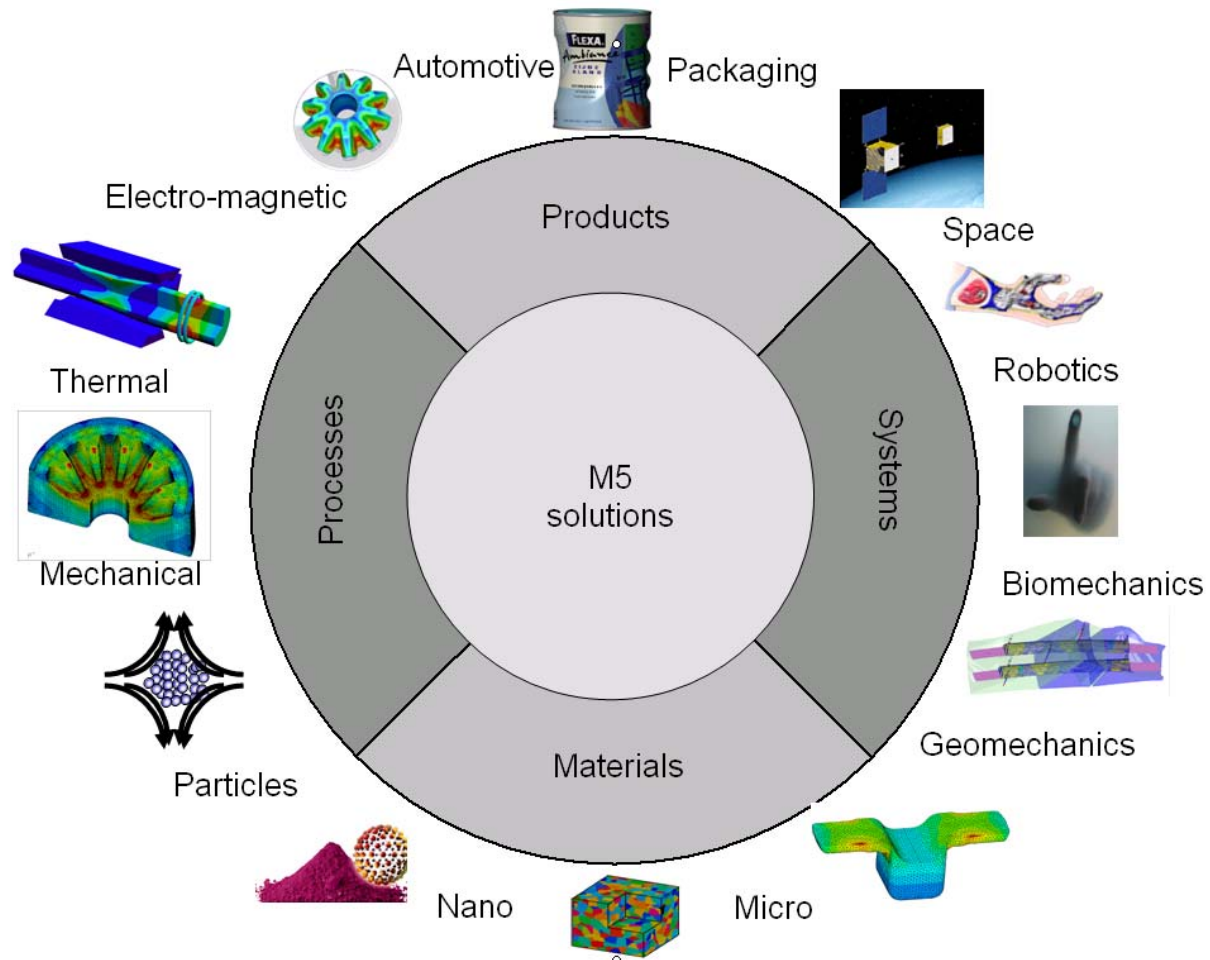 FLEXA
Ambiance
Automotive
Packaging
Electro-magnetic
Products
Space
Thermal
Robotics
Processes
M5
solutions
Systems
Mechanical
Biomechanics
Particles
Materials
Geomechanics
Nano
Micro